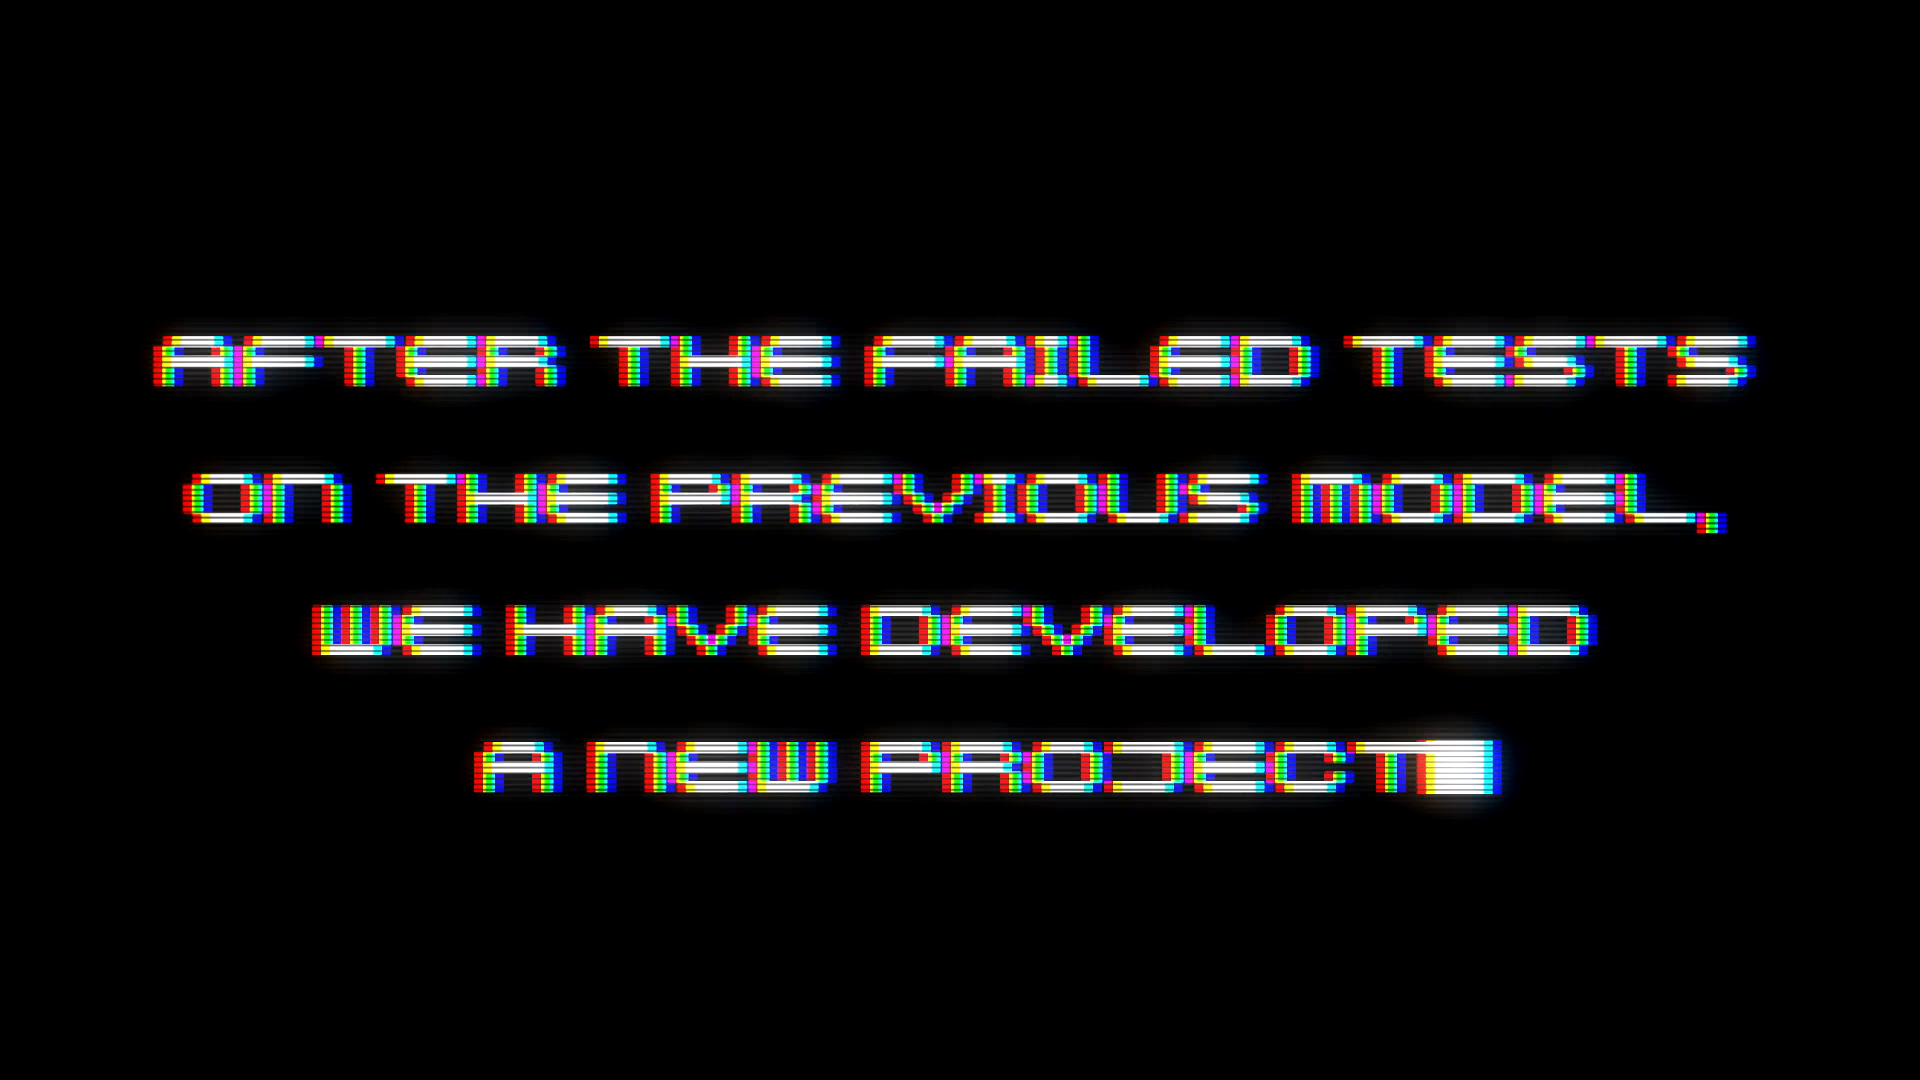 AFTER THE FAILED TESTS
ON THE PREVIOUS MODEL,
WE HAVE DEVELOPED
A NEW PROJECT